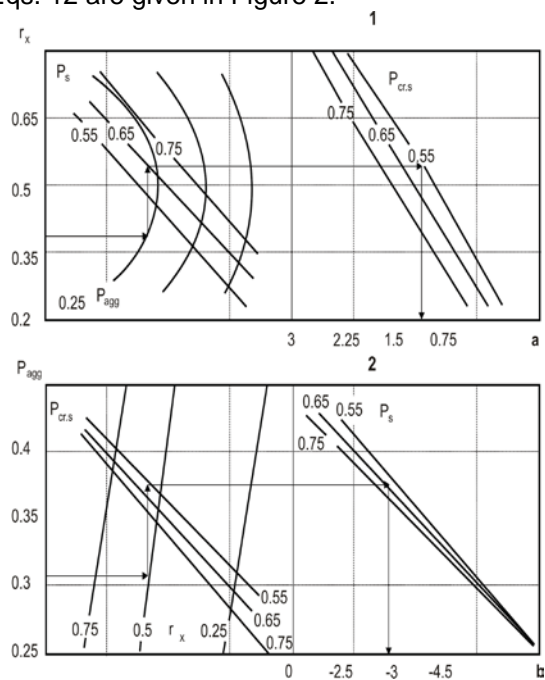 Eqs. 12 are given in Figure 2.
1
r x
P s
P cr.s
0.65
0.55 0.65 0.75
0.75 0.65 0.55
0.5
0.35
0.25 P agg
0.2
3 2.25 1.5 0.75 a
2
P agg
P cr.s
0.65 0.55 P s
0.75
0.4
0.35
0.3
0.55
0.65
0.75 0.5 r x 0.25 0.75
0.25
0 -2.5 -3 -4.5 b